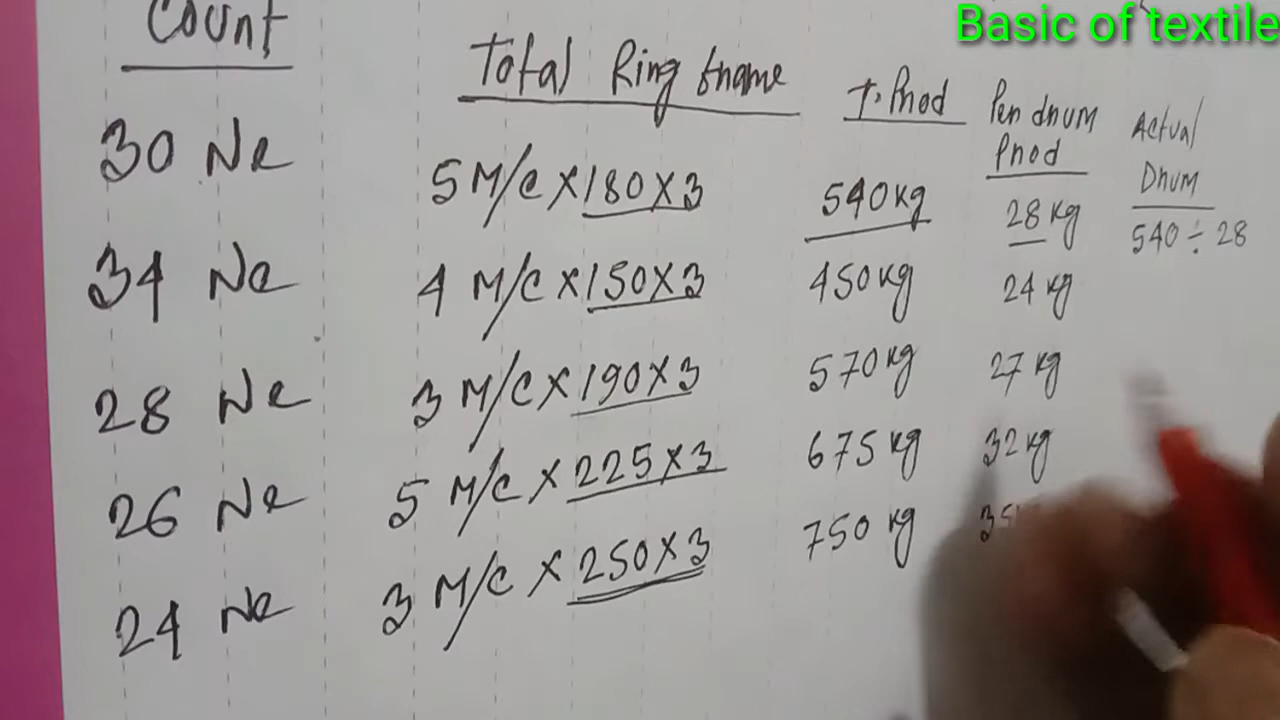 Basic of textile
Count
Total Ring frame
T. Prod
Per drum
Prod
Actual
Drum
30 Ne
5 M/C × 180 × 3
540 kg
28 kg
540 ÷ 28
34 Ne
4 M/C × 150 × 3
450 kg
24 kg
28 Ne
3 M/C × 190 × 3
570 kg
27 kg
26 Ne
5 M/C × 225 × 3
675 kg
32 kg
24 Ne
3 M/C × 250 × 3
750 kg